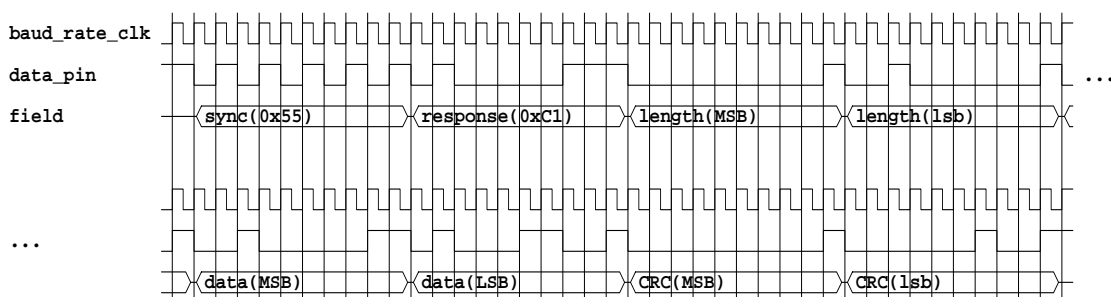 baud_rate_clk
data_pin ...
field sync(0x55) response(0xC1) length(MSB) length(lsb)
...
data(MSB) data(LSB) CRC(MSB) CRC(lsb)